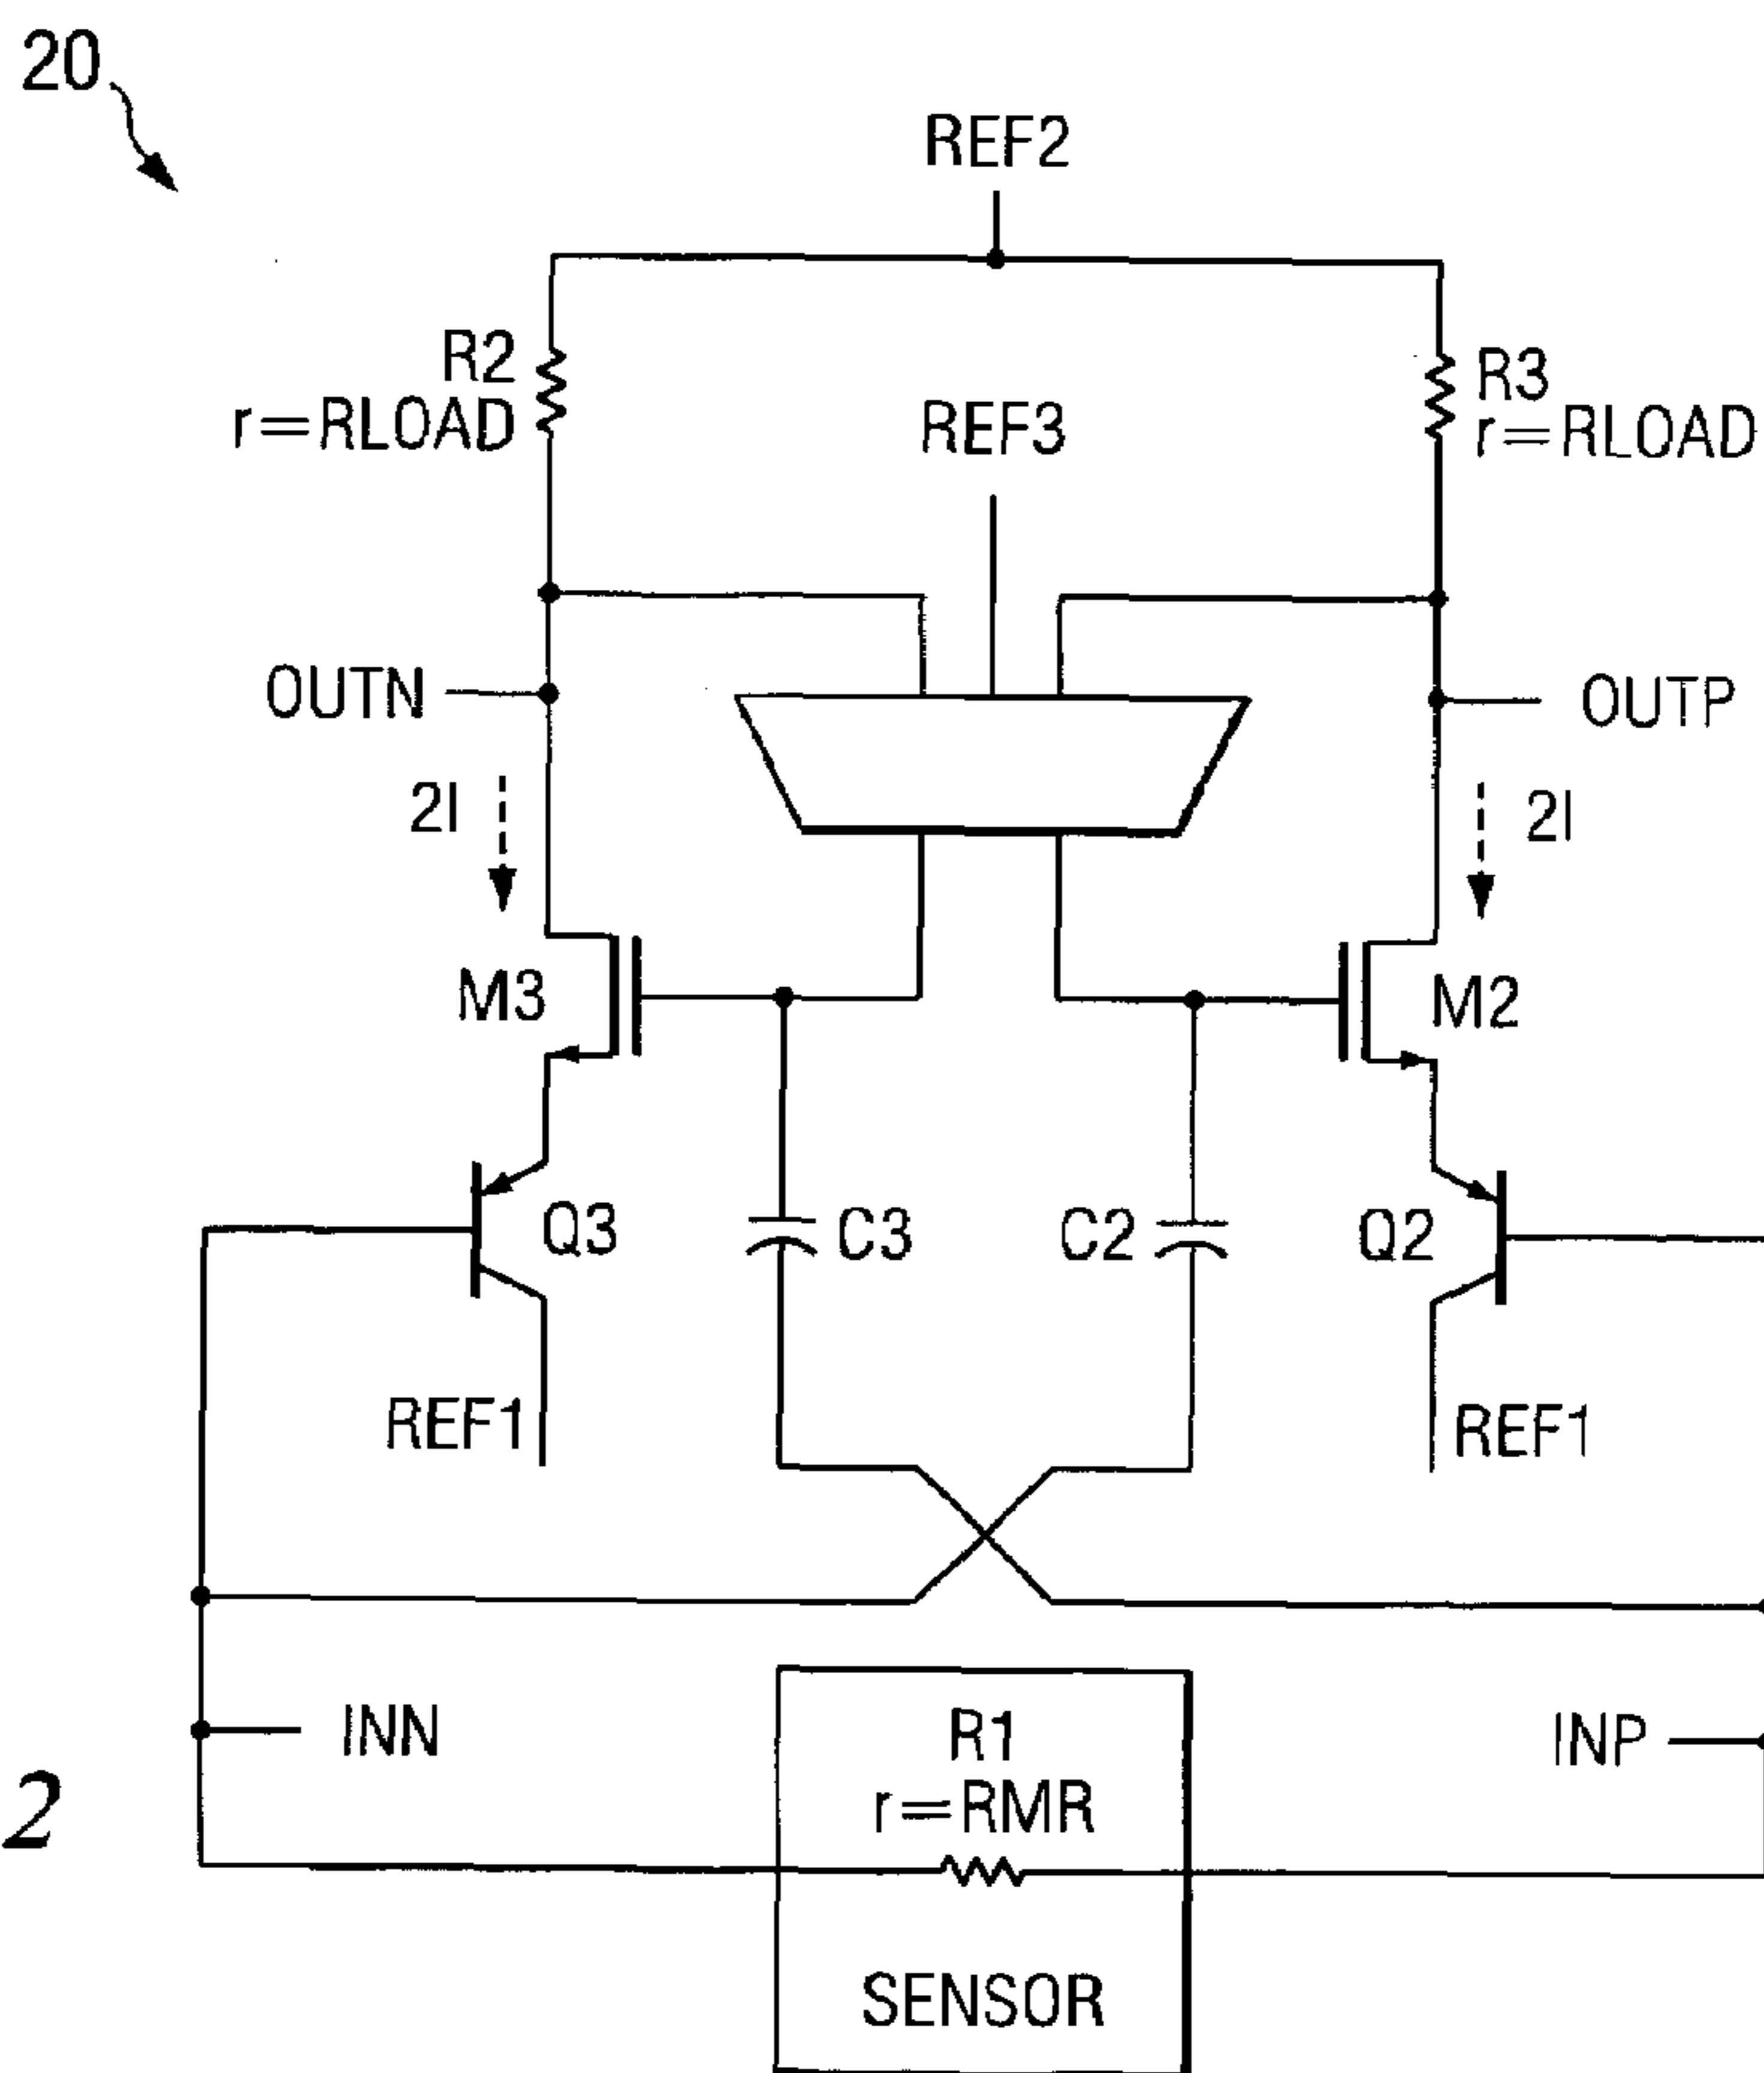 20
REF2
R2
r=RLOAD
R3
r=RLOAD
REF3
OUTN
OUTP
2I
2I
M3
M2
Q3
C3
C2
Q2
REF1
REF1
INN
R1
r=RMR
INP
2
SENSOR